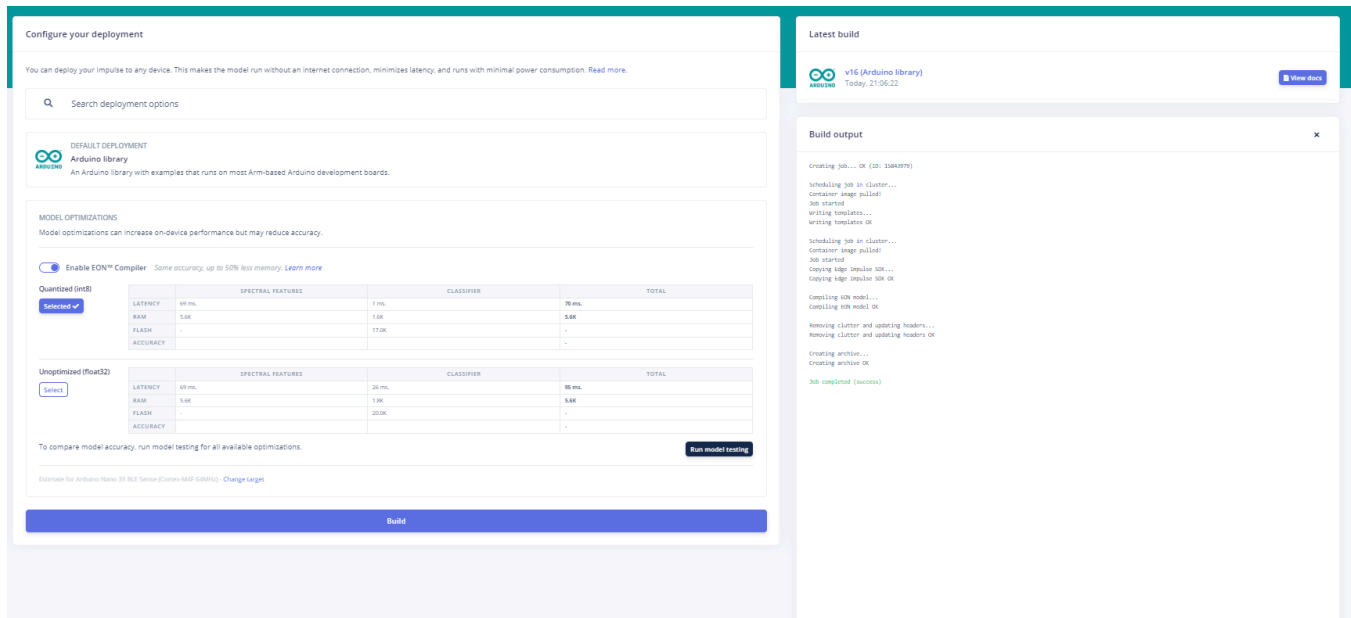 Configure your deployment
You can deploy your impulse to any device. This makes the model run without an internet connection, minimizes latency, and runs with minimal power consumption. Read more.
Search deployment options
ARDUINO
DEFAULT DEPLOYMENT
Arduino library
An Arduino library with examples that runs on most Arm-based Arduino development boards.
MODEL OPTIMIZATIONS
Model optimizations can increase on-device performance but may reduce accuracy.
Enable EON™ Compiler Same accuracy, up to 50% less memory. Learn more
Quantized (int8)
Selected ✓
SPECTRAL FEATURES CLASSIFIER TOTAL
LATENCY 69 ms. 1 ms. 70 ms.
RAM 5.6K 1.6K 5.6K
FLASH - 17.0K -
ACCURACY -
Unoptimized (float32)
Select
SPECTRAL FEATURES CLASSIFIER TOTAL
LATENCY 69 ms. 26 ms. 95 ms.
RAM 5.6K 1.8K 5.6K
FLASH - 20.0K -
ACCURACY -
To compare model accuracy, run model testing for all available optimizations.
Run model testing
Estimate for Arduino Nano 33 BLE Sense (Cortex-M4F 64MHz) - Change target
Build
Latest build
ARDUINO
v16 (Arduino library)
Today, 21:06:22
View docs
Build output
×
Creating job... OK (ID: 15843979)
Scheduling job in cluster...
Container image pulled!
Job started
Writing templates...
Writing templates OK
Scheduling job in cluster...
Container image pulled!
Job started
Copying Edge Impulse SDK...
Copying Edge Impulse SDK OK
Compiling EON model...
Compiling EON model OK
Removing clutter and updating headers...
Removing clutter and updating headers OK
Creating archive...
Creating archive OK
Job completed (success)